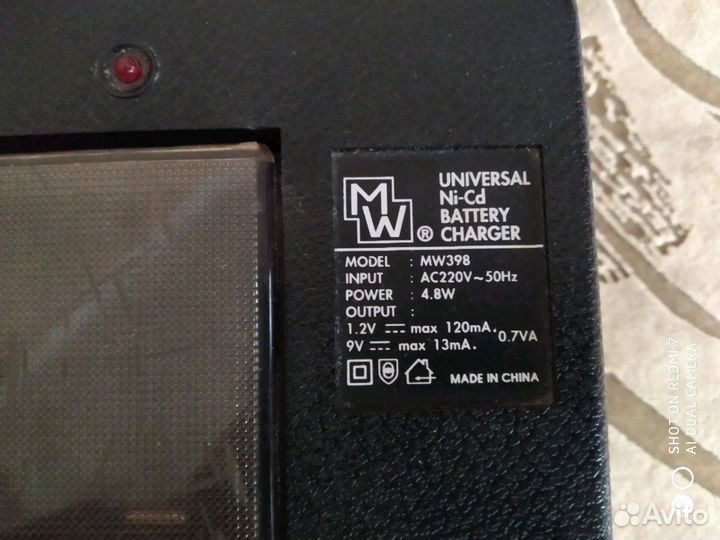 MW ®
UNIVERSAL
Ni-Cd
BATTERY
CHARGER
MODEL : MW398
INPUT : AC220V~50Hz
POWER : 4.8W
OUTPUT :
1.2V ⎓ max 120mA.
9V ⎓ max 13mA. 0.7VA
MADE IN CHINA
SHOT ON REDMI 7
AI DUAL CAMERA
Avito